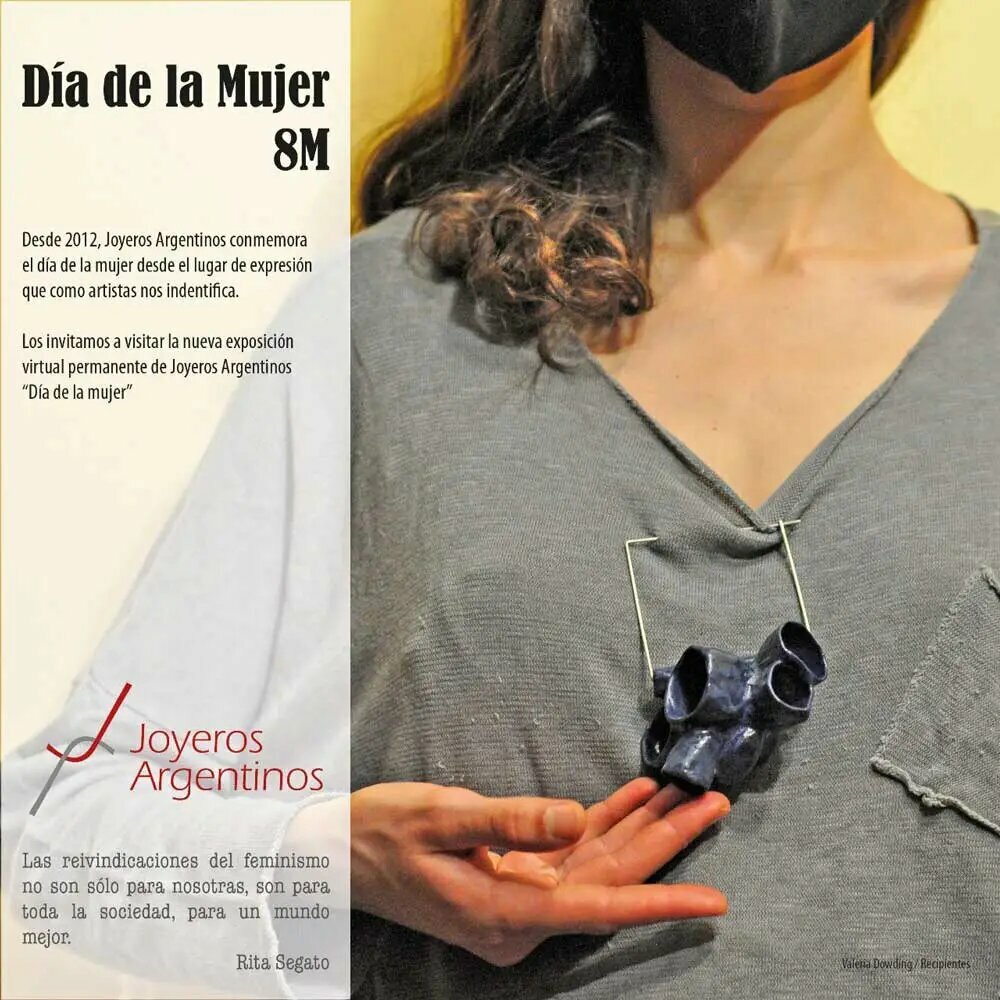 Día de la Mujer
8M
Desde 2012, Joyeros Argentinos conmemora
el día de la mujer desde el lugar de expresión
que como artistas nos indentifica.
Los invitamos a visitar la nueva exposición
virtual permanente de Joyeros Argentinos
“Día de la mujer”
Joyeros
Argentinos
Las reivindicaciones del feminismo
no son sólo para nosotras, son para
toda la sociedad, para un mundo
mejor.
Rita Segato
Valeria Dowding / Recipientes